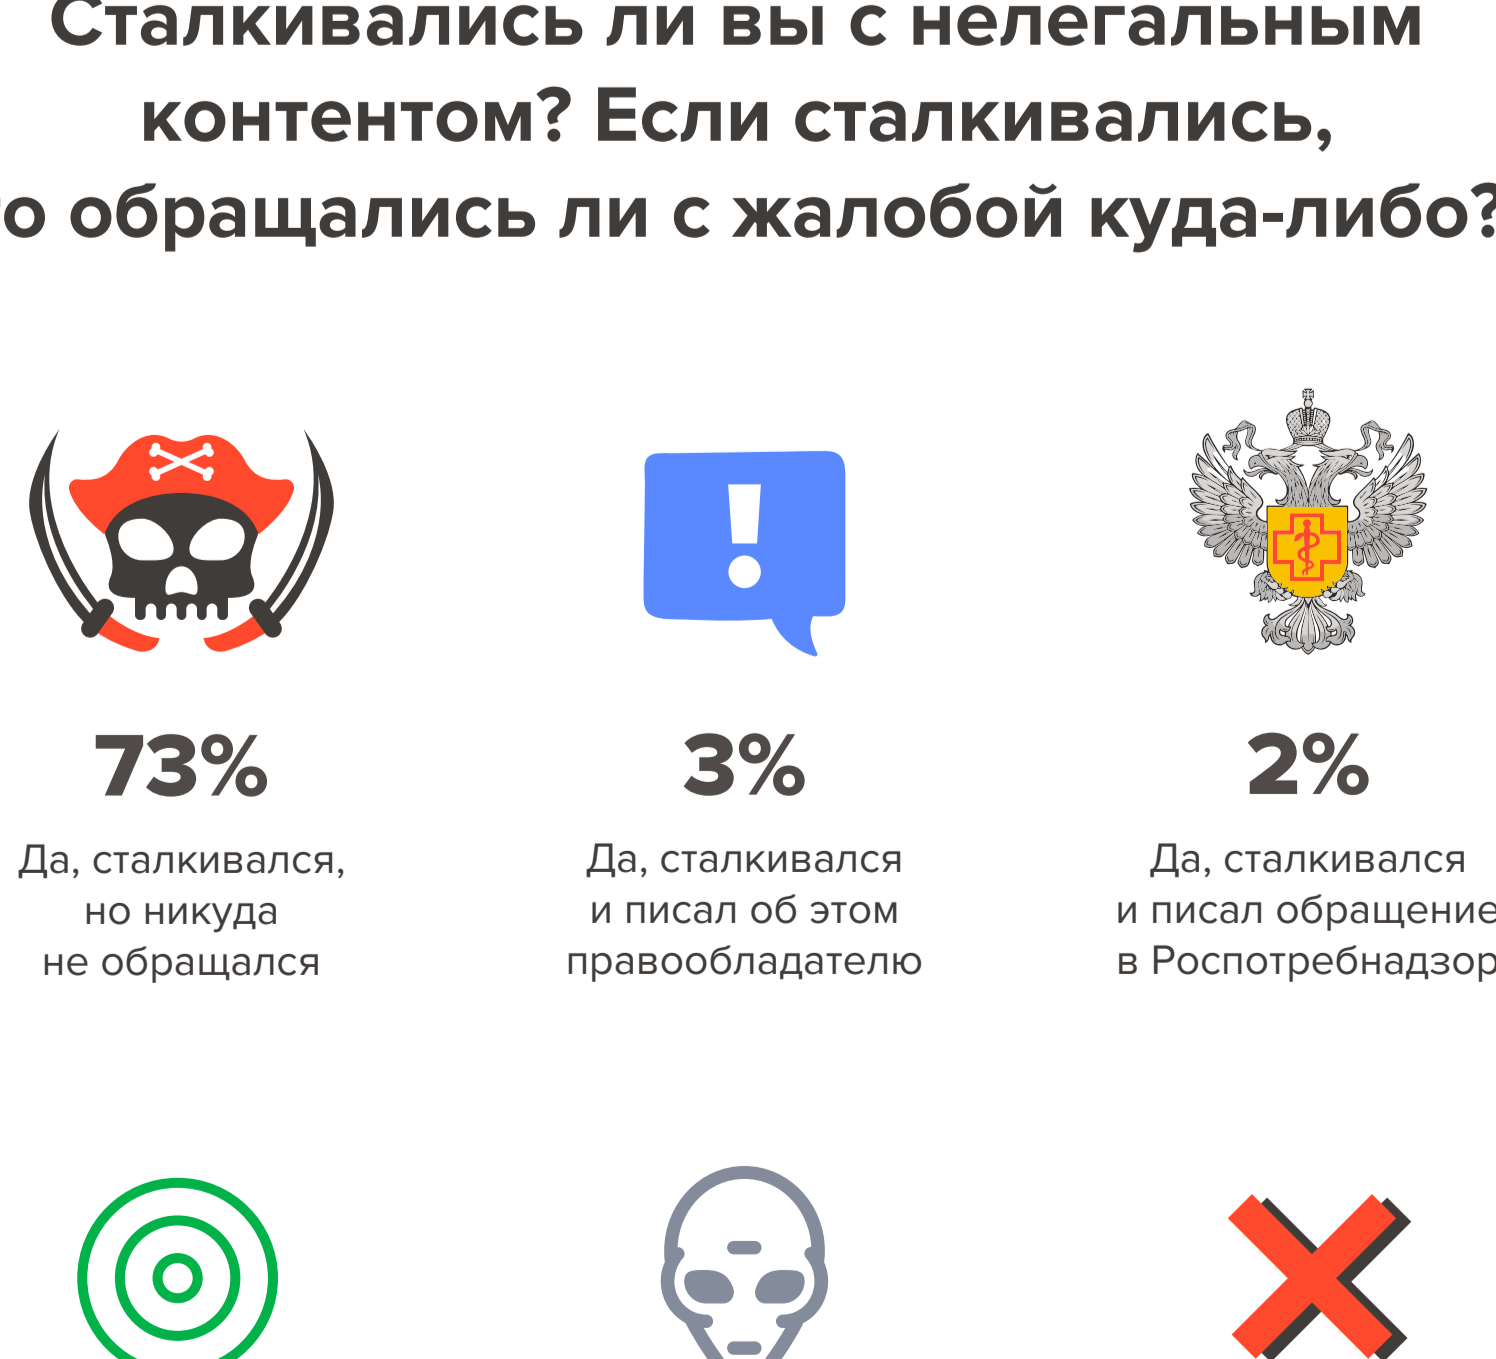 Сталкивались ли вы с нелегальным
контентом? Если сталкивались,
то обращались ли с жалобой куда-либо?
73%
Да, сталкивался,
но никуда
не обращался
3%
Да, сталкивался
и писал об этом
правообладателю
2%
Да, сталкивался
и писал обращение
в Роспотребнадзор